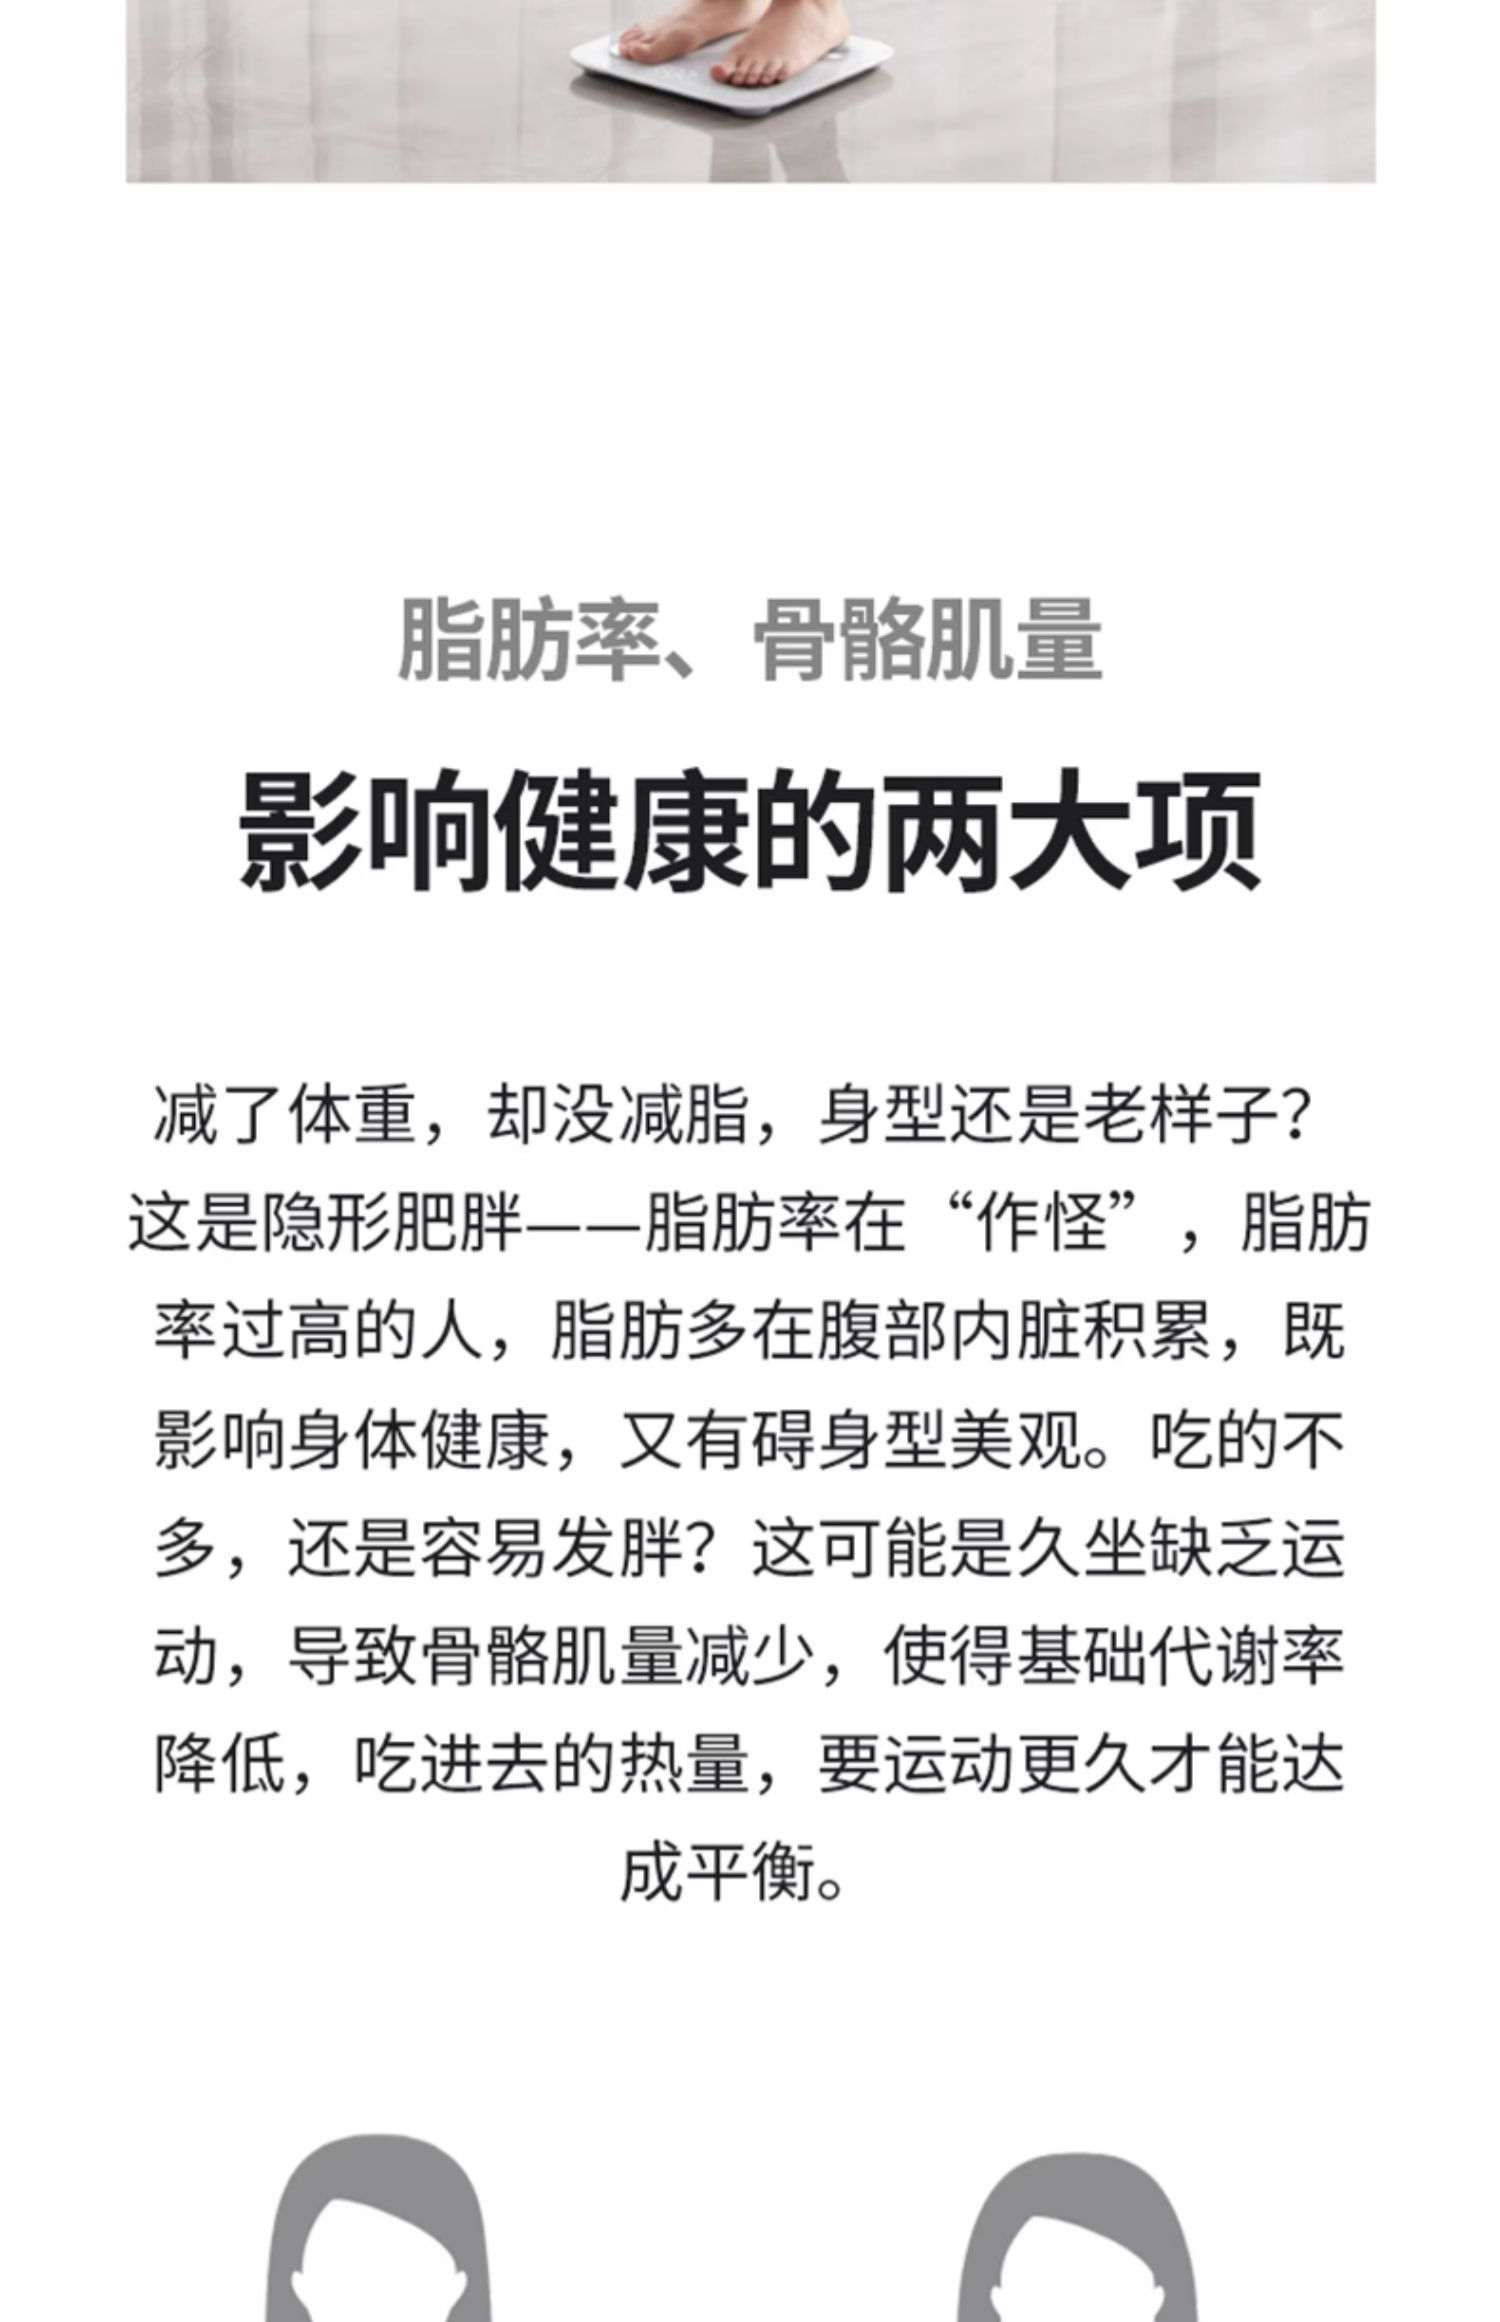 脂肪率、骨骼肌量
影响健康的两大项
减了体重，却没减脂，身型还是老样子？
这是隐形肥胖——脂肪率在“作怪”，脂肪
率过高的人，脂肪多在腹部内脏积累，既
影响身体健康，又有碍身型美观。吃的不
多，还是容易发胖？这可能是久坐缺乏运
动，导致骨骼肌量减少，使得基础代谢率
降低，吃进去的热量，要运动更久才能达
成平衡。